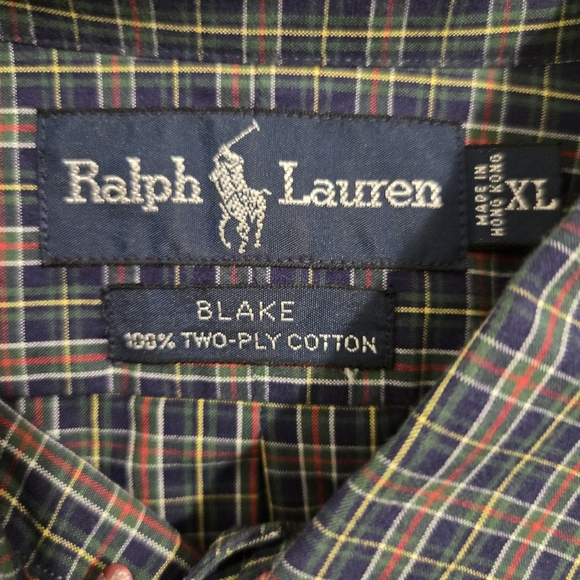 Ralph Lauren
MADE IN
HONG KONG
XL
BLAKE
100% TWO-PLY COTTON